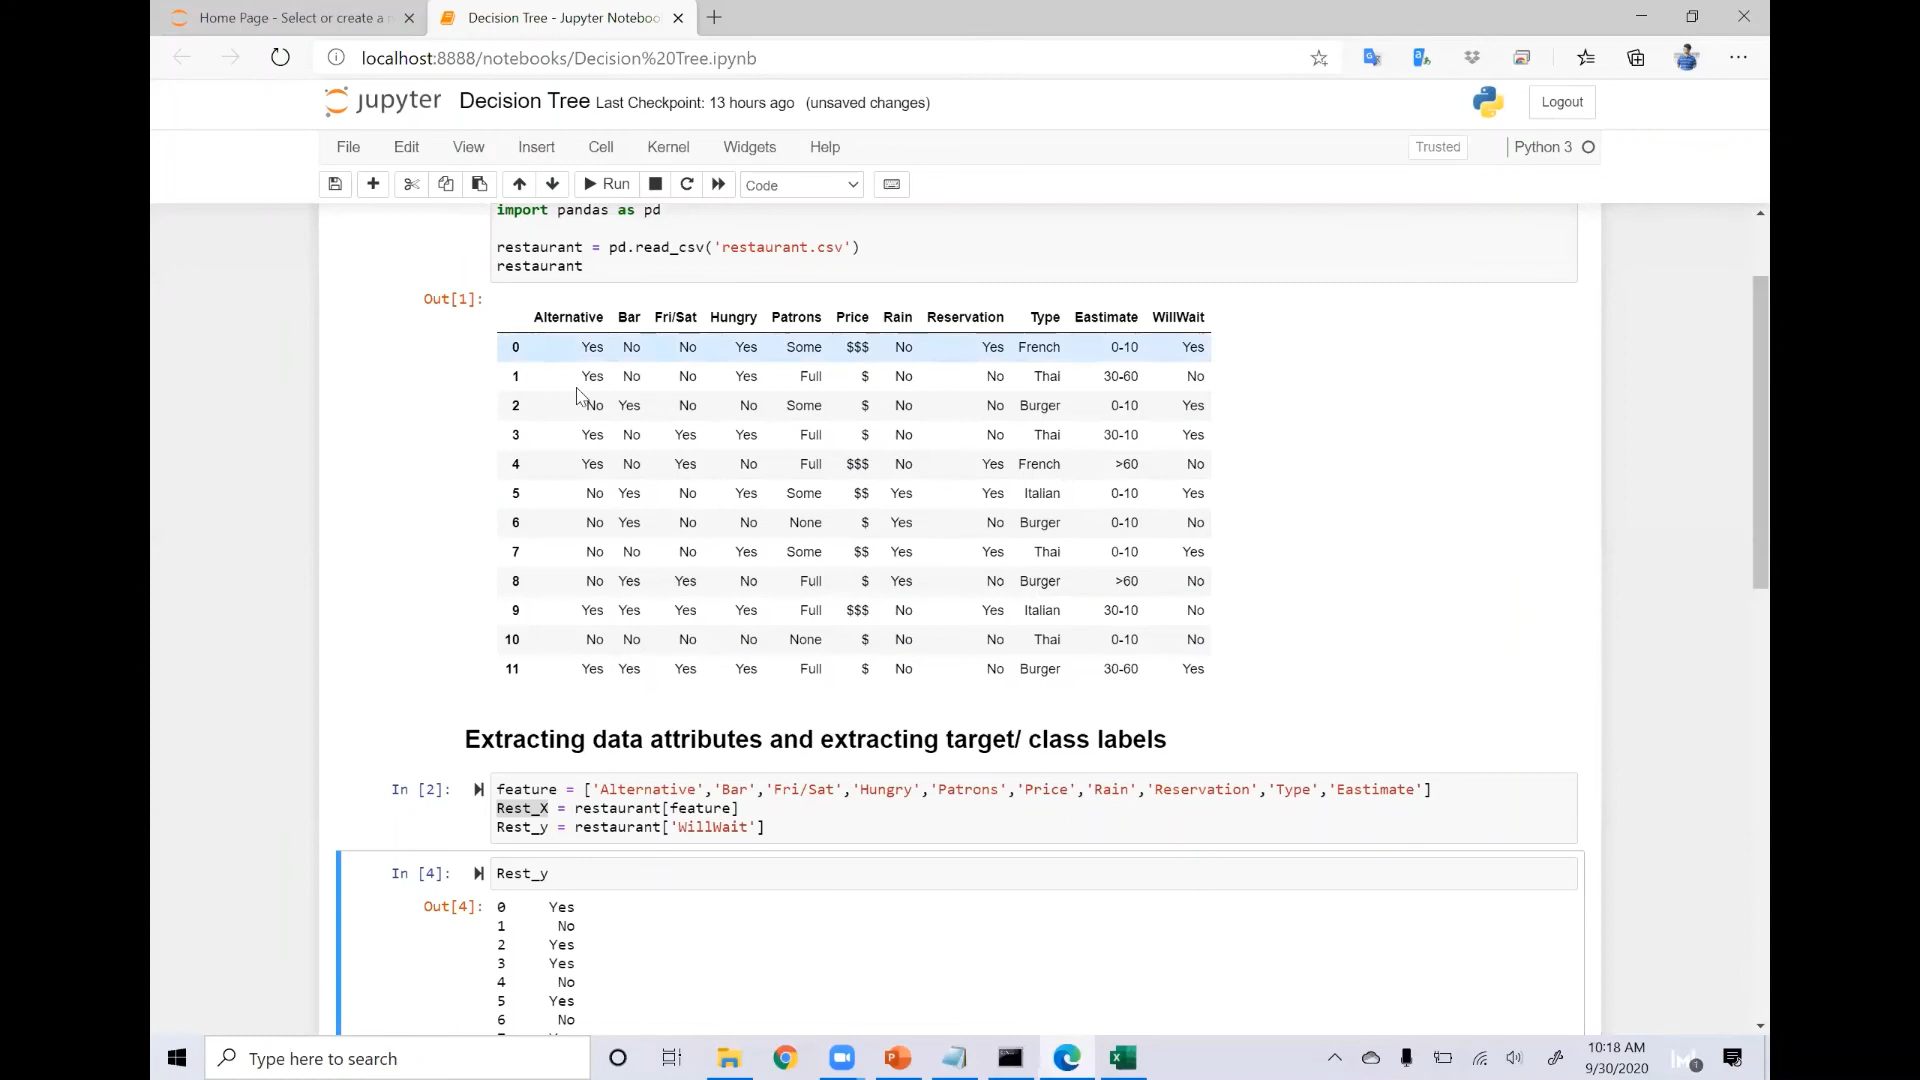 Home Page - Select or create a n
Decision Tree - Jupyter Noteboo
localhost:8888/notebooks/Decision%20Tree.ipynb
jupyter Decision Tree Last Checkpoint: 13 hours ago (unsaved changes)
Logout
File Edit View Insert Cell Kernel Widgets Help Trusted Python 3
Run Code
import pandas as pd
restaurant = pd.read_csv('restaurant.csv')
restaurant
Out[1]:
Alternative Bar Fri/Sat Hungry Patrons Price Rain Reservation Type Eastimate WillWait
0 Yes No No Yes Some $$$ No Yes French 0-10 Yes
1 Yes No No Yes Full $ No No Thai 30-60 No
2 No Yes No No Some $ No No Burger 0-10 Yes
3 Yes No Yes Yes Full $ No No Thai 30-10 Yes
4 Yes No Yes No Full $$$ No Yes French >60 No
5 No Yes No Yes Some $$ Yes Yes Italian 0-10 Yes
6 No Yes No No None $ Yes No Burger 0-10 No
7 No No No Yes Some $$ Yes Yes Thai 0-10 Yes
8 No Yes Yes No Full $ Yes No Burger >60 No
9 Yes Yes Yes Yes Full $$$ No Yes Italian 30-10 No
10 No No No No None $ No No Thai 0-10 No
11 Yes Yes Yes Yes Full $ No No Burger 30-60 Yes
Extracting data attributes and extracting target/ class labels
In [2]: feature = ['Alternative','Bar','Fri/Sat','Hungry','Patrons','Price','Rain','Reservation','Type','Eastimate']
Rest_X = restaurant[feature]
Rest_y = restaurant['WillWait']
In [4]: Rest_y
Out[4]: 0 Yes
1 No
2 Yes
3 Yes
4 No
5 Yes
6 No
Type here to search
10:18 AM
9/30/2020